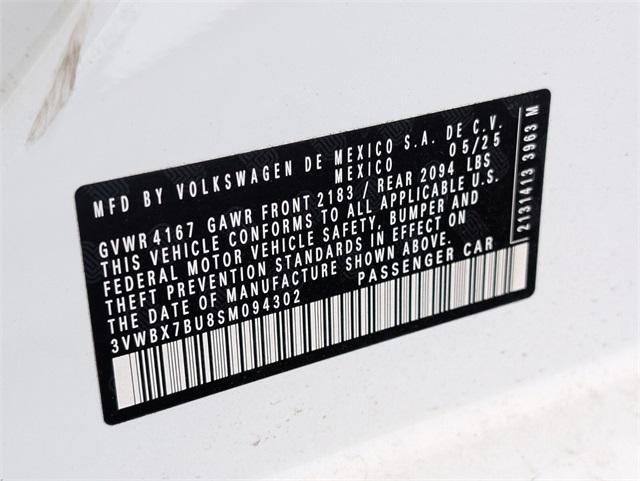 MFD BY VOLKSWAGEN DE MEXICO S.A. DE C.V.
MEXICO 05/25
GVWR 4167 GAWR FRONT 2183 / REAR 2094 LBS
THIS VEHICLE CONFORMS TO ALL APPLICABLE U.S.
FEDERAL MOTOR VEHICLE SAFETY, BUMPER AND
THEFT PREVENTION STANDARDS IN EFFECT ON
THE DATE OF MANUFACTURE SHOWN ABOVE.
3VWBX7BU8SM094302 PASSENGER CAR
2131413 3963 M